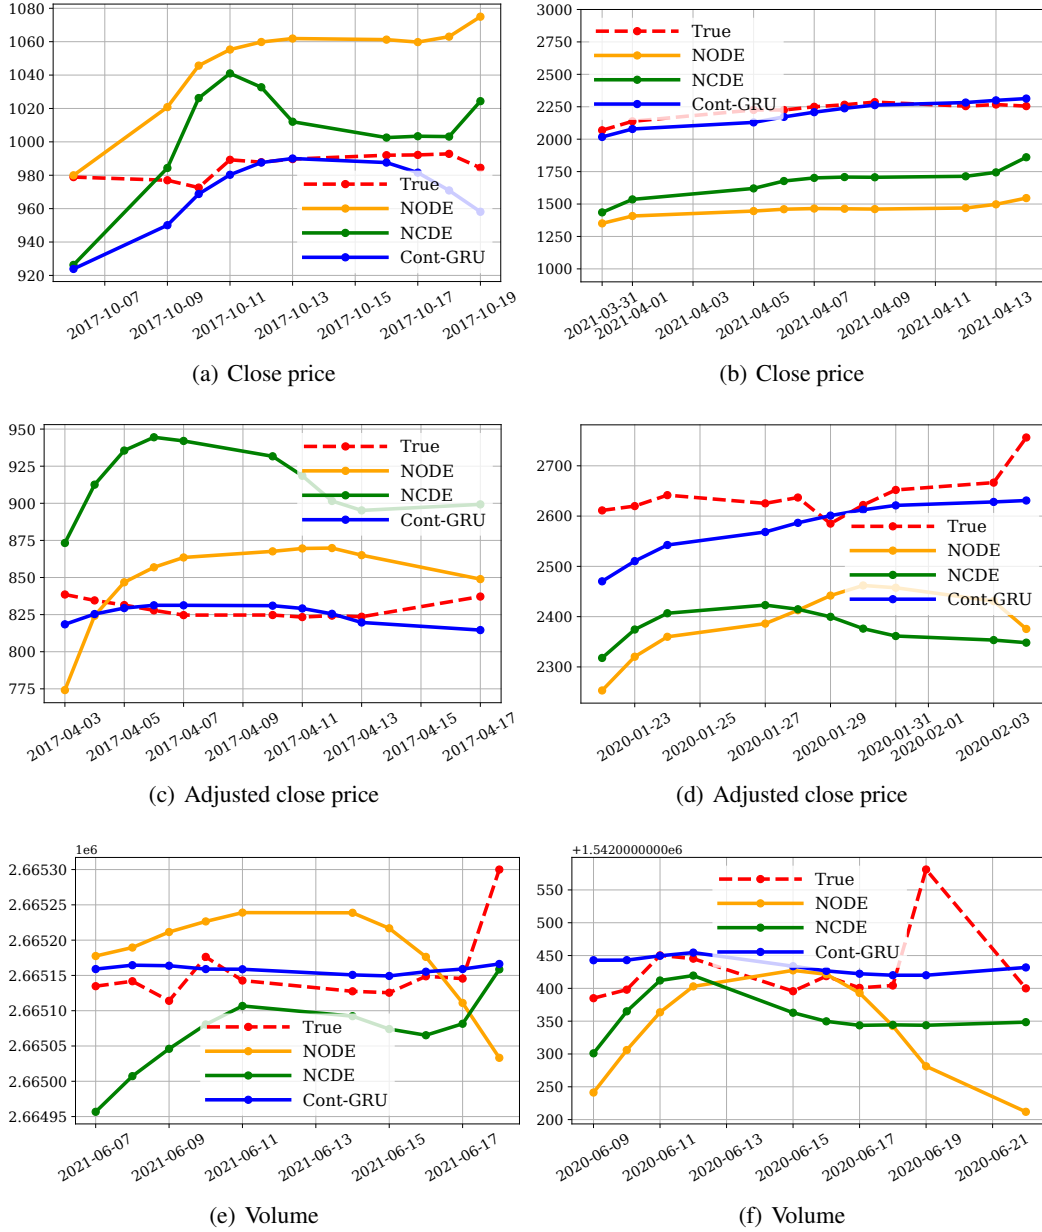 1080
1060
1040
1020
1000
980
960
940
920
True
NODE
NCDE
Cont-GRU
2017-10-07
2017-10-09
2017-10-11
2017-10-13
2017-10-15
2017-10-17
2017-10-19
(a) Close price
3000
2750
2500
2250
2000
1750
1500
1250
1000
True
NODE
NCDE
Cont-GRU
2021-03-31
2021-04-01
2021-04-03
2021-04-05
2021-04-07
2021-04-09
2021-04-11
2021-04-13
(b) Close price
950
925
900
875
850
825
800
775
True
NODE
NCDE
Cont-GRU
2017-04-03
2017-04-05
2017-04-07
2017-04-09
2017-04-11
2017-04-13
2017-04-15
2017-04-17
(c) Adjusted close price
2700
2600
2500
2400
2300
True
NODE
NCDE
Cont-GRU
2020-01-23
2020-01-25
2020-01-27
2020-01-29
2020-01-31
2020-02-01
2020-02-03
(d) Adjusted close price
1e6
2.66530
2.66525
2.66520
2.66515
2.66510
2.66505
2.66500
2.66495
True
NODE
NCDE
Cont-GRU
2021-06-07
2021-06-09
2021-06-11
2021-06-13
2021-06-15
2021-06-17
(e) Volume
+1.5420000000e6
550
500
450
400
350
300
250
200
True
NODE
NCDE
Cont-GRU
2020-06-09
2020-06-11
2020-06-13
2020-06-15
2020-06-17
2020-06-19
2020-06-21
(f) Volume